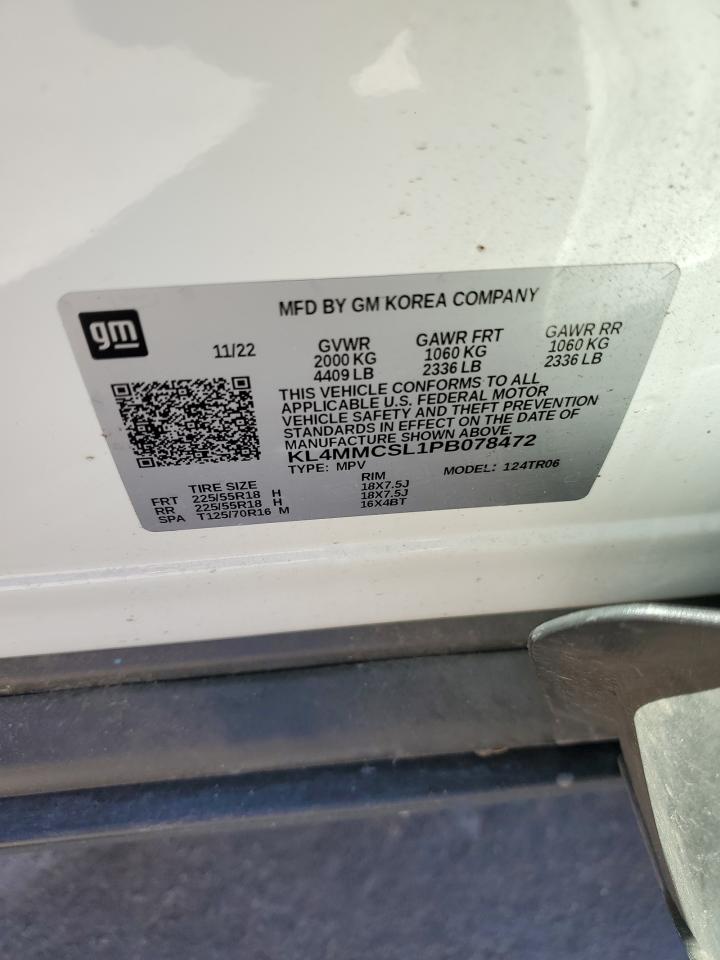 gm
MFD BY GM KOREA COMPANY
11/22 GVWR GAWR FRT GAWR RR
2000 KG 1060 KG 1060 KG
4409 LB 2336 LB 2336 LB
THIS VEHICLE CONFORMS TO ALL
APPLICABLE U.S. FEDERAL MOTOR
VEHICLE SAFETY AND THEFT PREVENTION
STANDARDS IN EFFECT ON THE DATE OF
MANUFACTURE SHOWN ABOVE.
KL4MMCSL1PB078472
TYPE: MPV MODEL: 124TR06
TIRE SIZE RIM
FRT 225/55R18 H 18X7.5J
RR 225/55R18 H 18X7.5J
SPA T125/70R16 M 16X4BT